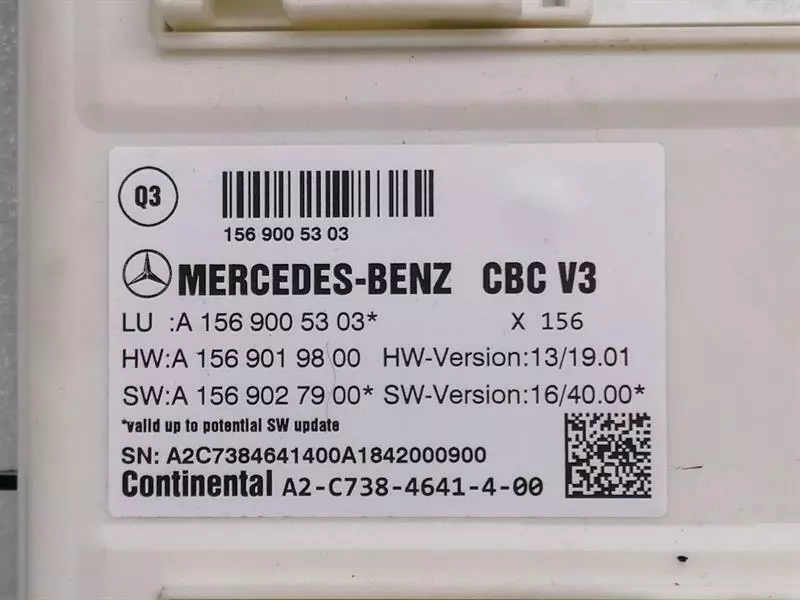 Q3
156 900 53 03
MERCEDES-BENZ CBC V3
LU :A 156 900 53 03* X 156
HW:A 156 901 98 00 HW-Version:13/19.01
SW:A 156 902 79 00* SW-Version:16/40.00*
*valid up to potential SW update
SN: A2C7384641400A1842000900
Continental A2-C738-4641-4-00